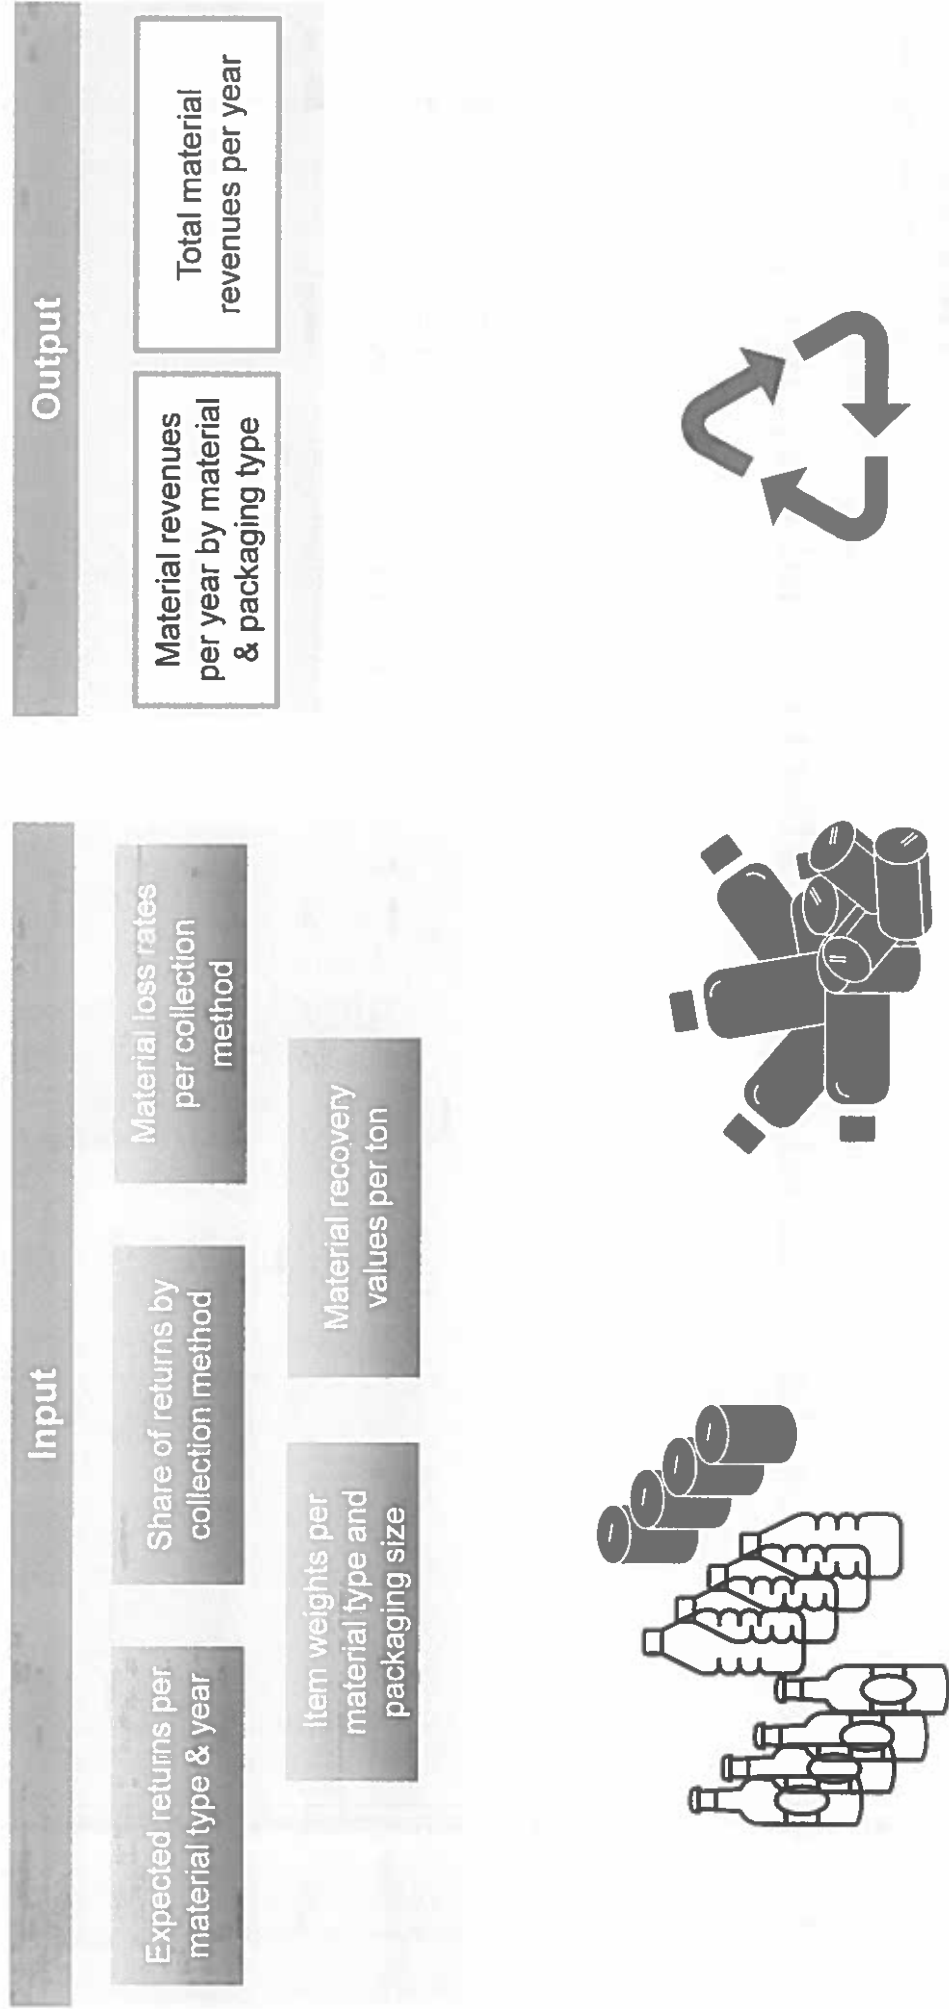 Input
Expected returns per
material type & year
Share of returns by
collection method
Material loss rates
per collection
method
Item weights per
material type and
packaging size
Material recovery
values per ton
Output
Material revenues
per year by material
& packaging type
Total material
revenues per year